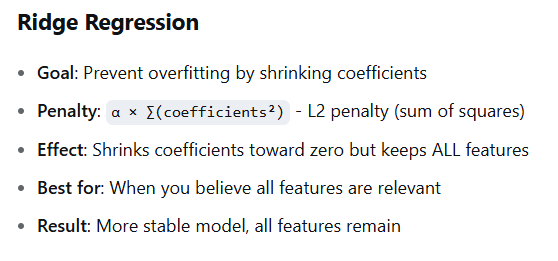 Ridge Regression
• Goal: Prevent overfitting by shrinking coefficients
• Penalty: α × ∑(coefficients²) - L2 penalty (sum of squares)
• Effect: Shrinks coefficients toward zero but keeps ALL features
• Best for: When you believe all features are relevant
• Result: More stable model, all features remain